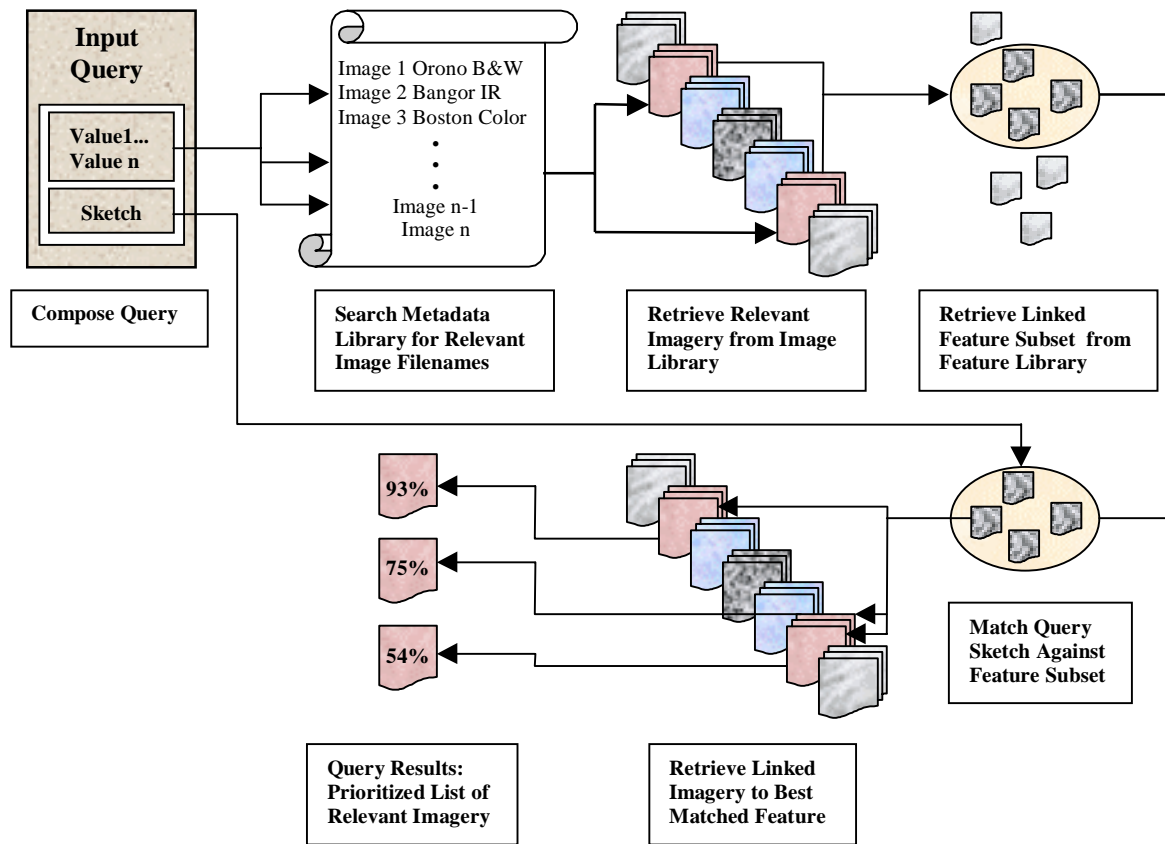 Input
Query
Value1...
Value n
Sketch
Compose Query
Image 1 Orono B&W
Image 2 Bangor IR
Image 3 Boston Color
Image n-1
Image n
Search Metadata
Library for Relevant
Image Filenames
Retrieve Relevant
Imagery from Image
Library
Retrieve Linked
Feature Subset from
Feature Library
93%
75%
54%
Match Query
Sketch Against
Feature Subset
Query Results:
Prioritized List of
Relevant Imagery
Retrieve Linked
Imagery to Best
Matched Feature